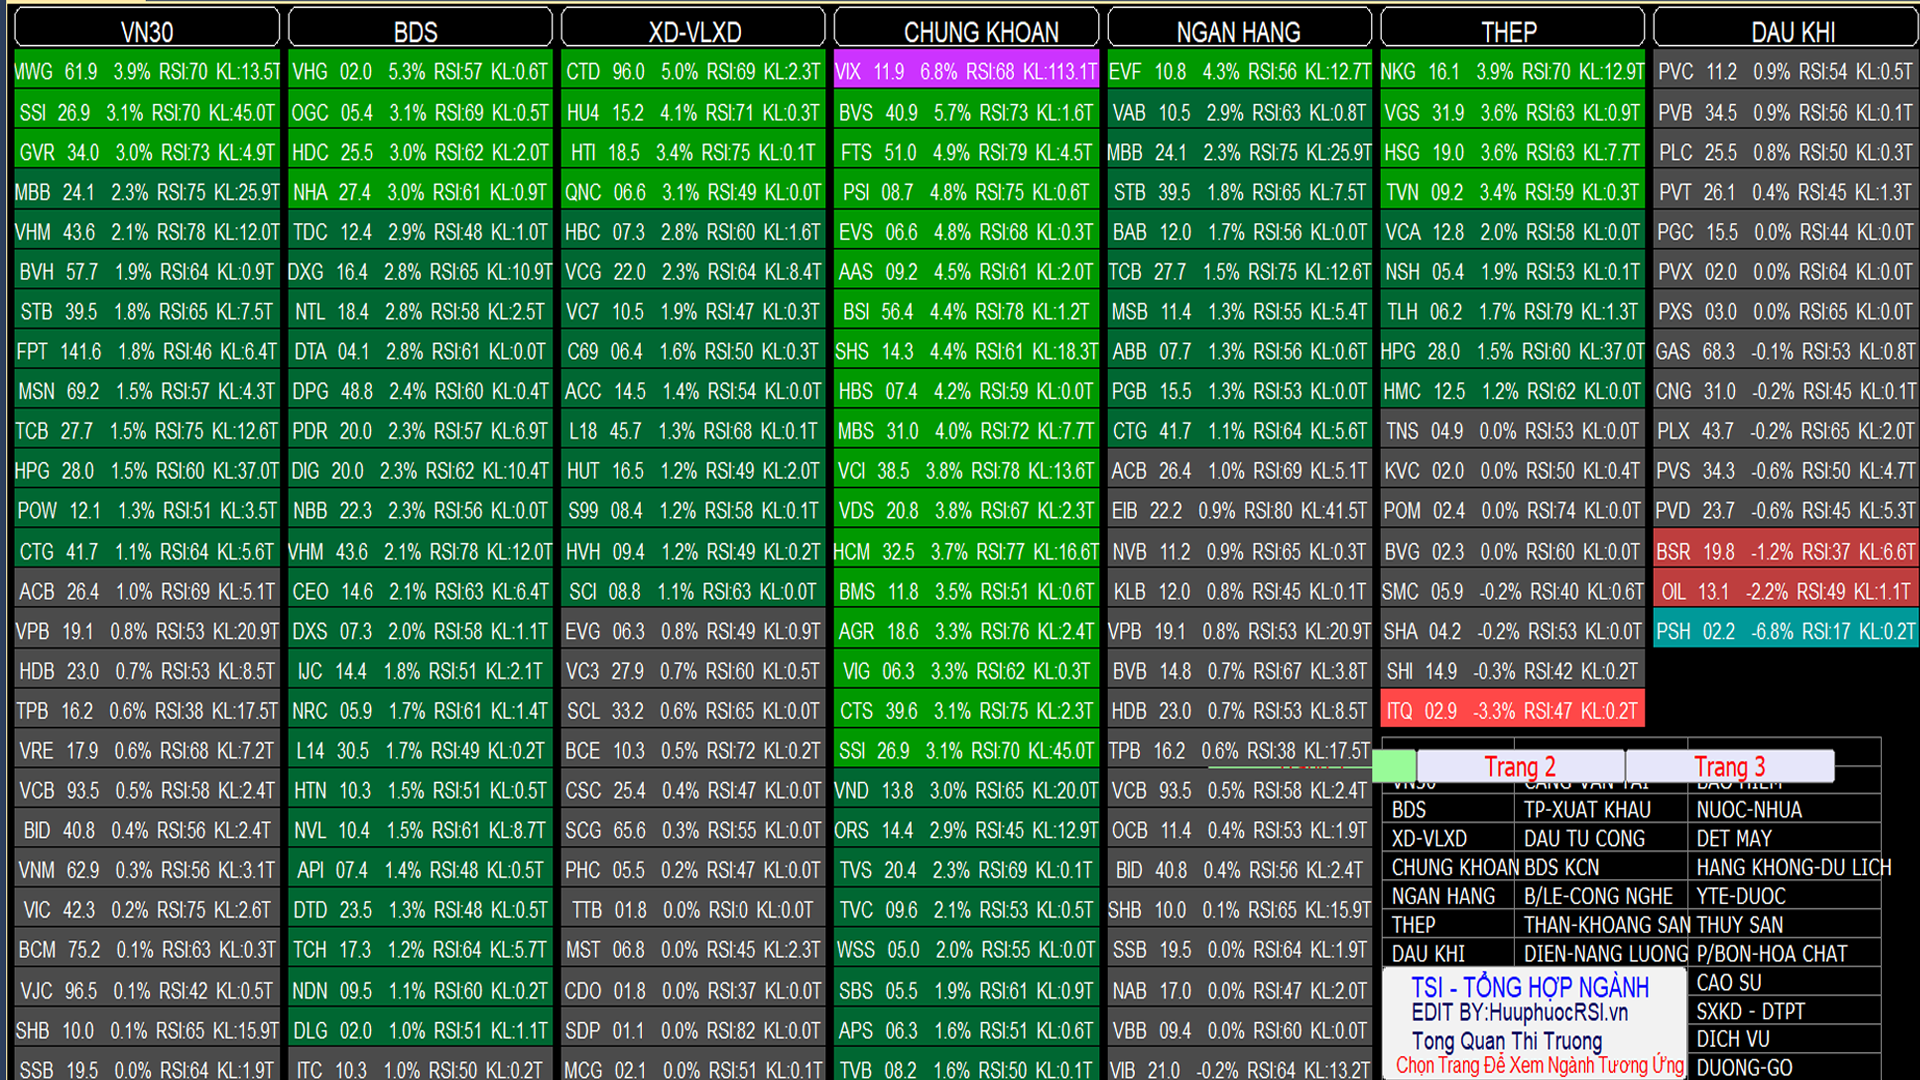 VN30
MWG 61.9 3.9% RSI:70 KL:13.5T
SSI 26.9 3.1% RSI:70 KL:45.0T
GVR 34.0 3.0% RSI:73 KL:4.9T
MBB 24.1 2.3% RSI:75 KL:25.9T
VHM 43.6 2.1% RSI:78 KL:12.0T
BVH 57.7 1.9% RSI:64 KL:0.9T
STB 39.5 1.8% RSI:65 KL:7.5T
FPT 141.6 1.8% RSI:46 KL:6.4T
MSN 69.2 1.5% RSI:57 KL:4.3T
TCB 27.7 1.5% RSI:75 KL:12.6T
HPG 28.0 1.5% RSI:60 KL:37.0T
POW 12.1 1.3% RSI:51 KL:3.5T
CTG 41.7 1.1% RSI:64 KL:5.6T
ACB 26.4 1.0% RSI:69 KL:5.1T
VPB 19.1 0.8% RSI:53 KL:20.9T
HDB 23.0 0.7% RSI:53 KL:8.5T
TPB 16.2 0.6% RSI:38 KL:17.5T
VRE 17.9 0.6% RSI:68 KL:7.2T
VCB 93.5 0.5% RSI:58 KL:2.4T
BID 40.8 0.4% RSI:56 KL:2.4T
VNM 62.9 0.3% RSI:56 KL:3.1T
VIC 42.3 0.2% RSI:75 KL:2.6T
BCM 75.2 0.1% RSI:63 KL:0.3T
VJC 96.5 0.1% RSI:42 KL:0.5T
SHB 10.0 0.1% RSI:65 KL:15.9T
SSB 19.5 0.0% RSI:64 KL:1.9T
BDS
VHG 02.0 5.3% RSI:57 KL:0.6T
OGC 05.4 3.1% RSI:69 KL:0.5T
HDC 25.5 3.0% RSI:62 KL:2.0T
NHA 27.4 3.0% RSI:61 KL:0.9T
TDC 12.4 2.9% RSI:48 KL:1.0T
DXG 16.4 2.8% RSI:65 KL:10.9T
NTL 18.4 2.8% RSI:58 KL:2.5T
DTA 04.1 2.8% RSI:61 KL:0.0T
DPG 48.8 2.4% RSI:60 KL:0.4T
PDR 20.0 2.3% RSI:57 KL:6.9T
DIG 20.0 2.3% RSI:62 KL:10.4T
NBB 22.3 2.3% RSI:56 KL:0.0T
VHM 43.6 2.1% RSI:78 KL:12.0T
CEO 14.6 2.1% RSI:63 KL:6.4T
DXS 07.3 2.0% RSI:58 KL:1.1T
IJC 14.4 1.8% RSI:51 KL:2.1T
NRC 05.9 1.7% RSI:61 KL:1.4T
L14 30.5 1.7% RSI:49 KL:0.2T
HTN 10.3 1.5% RSI:51 KL:0.5T
NVL 10.4 1.5% RSI:61 KL:8.7T
API 07.4 1.4% RSI:48 KL:0.5T
DTD 23.5 1.3% RSI:48 KL:0.5T
TCH 17.3 1.2% RSI:64 KL:5.7T
NDN 09.5 1.1% RSI:60 KL:0.2T
DLG 02.0 1.0% RSI:51 KL:1.1T
ITC 10.3 1.0% RSI:50 KL:0.2T
XD-VLXD
CTD 96.0 5.0% RSI:69 KL:2.3T
HU4 15.2 4.1% RSI:71 KL:0.3T
HTI 18.5 3.4% RSI:75 KL:0.1T
QNC 06.6 3.1% RSI:49 KL:0.0T
HBC 07.3 2.8% RSI:60 KL:1.6T
VCG 22.0 2.3% RSI:64 KL:8.4T
VC7 10.5 1.9% RSI:47 KL:0.3T
C69 06.4 1.6% RSI:50 KL:0.3T
ACC 14.5 1.4% RSI:54 KL:0.0T
L18 45.7 1.3% RSI:68 KL:0.1T
HUT 16.5 1.2% RSI:49 KL:2.0T
S99 08.4 1.2% RSI:58 KL:0.1T
HVH 09.4 1.2% RSI:49 KL:0.2T
SCI 08.8 1.1% RSI:63 KL:0.0T
EVG 06.3 0.8% RSI:49 KL:0.9T
VC3 27.9 0.7% RSI:60 KL:0.5T
SCL 33.2 0.6% RSI:65 KL:0.0T
BCE 10.3 0.5% RSI:72 KL:0.2T
CSC 25.4 0.4% RSI:47 KL:0.0T
SCG 65.6 0.3% RSI:55 KL:0.0T
PHC 05.5 0.2% RSI:47 KL:0.0T
TTB 01.8 0.0% RSI:0 KL:0.0T
MST 06.8 0.0% RSI:45 KL:2.3T
CDO 01.8 0.0% RSI:37 KL:0.0T
SDP 01.1 0.0% RSI:82 KL:0.0T
MCG 02.1 0.0% RSI:51 KL:0.1T
CHUNG KHOAN
VIX 11.9 6.8% RSI:68 KL:113.1T
BVS 40.9 5.7% RSI:73 KL:1.6T
FTS 51.0 4.9% RSI:79 KL:4.5T
PSI 08.7 4.8% RSI:75 KL:0.6T
EVS 06.6 4.8% RSI:68 KL:0.3T
AAS 09.2 4.5% RSI:61 KL:2.0T
BSI 56.4 4.4% RSI:78 KL:1.2T
SHS 14.3 4.4% RSI:61 KL:18.3T
HBS 07.4 4.2% RSI:59 KL:0.0T
MBS 31.0 4.0% RSI:72 KL:7.7T
VCI 38.5 3.8% RSI:78 KL:13.6T
VDS 20.8 3.8% RSI:67 KL:2.3T
HCM 32.5 3.7% RSI:77 KL:16.6T
BMS 11.8 3.5% RSI:51 KL:0.6T
AGR 18.6 3.3% RSI:76 KL:2.4T
VIG 06.3 3.3% RSI:62 KL:0.3T
CTS 39.6 3.1% RSI:75 KL:2.3T
SSI 26.9 3.1% RSI:70 KL:45.0T
VND 13.8 3.0% RSI:65 KL:20.0T
ORS 14.4 2.9% RSI:45 KL:12.9T
TVS 20.4 2.3% RSI:69 KL:0.1T
TVC 09.6 2.1% RSI:53 KL:0.5T
WSS 05.0 2.0% RSI:55 KL:0.0T
SBS 05.5 1.9% RSI:61 KL:0.9T
APS 06.3 1.6% RSI:51 KL:0.6T
TVB 08.2 1.6% RSI:50 KL:0.1T
NGAN HANG
EVF 10.8 4.3% RSI:56 KL:12.7T
VAB 10.5 2.9% RSI:63 KL:0.8T
MBB 24.1 2.3% RSI:75 KL:25.9T
STB 39.5 1.8% RSI:65 KL:7.5T
BAB 12.0 1.7% RSI:56 KL:0.0T
TCB 27.7 1.5% RSI:75 KL:12.6T
MSB 11.4 1.3% RSI:55 KL:5.4T
ABB 07.7 1.3% RSI:56 KL:0.6T
PGB 15.5 1.3% RSI:53 KL:0.0T
CTG 41.7 1.1% RSI:64 KL:5.6T
ACB 26.4 1.0% RSI:69 KL:5.1T
EIB 22.2 0.9% RSI:80 KL:41.5T
NVB 11.2 0.9% RSI:65 KL:0.3T
KLB 12.0 0.8% RSI:45 KL:0.1T
VPB 19.1 0.8% RSI:53 KL:20.9T
BVB 14.8 0.7% RSI:67 KL:3.8T
HDB 23.0 0.7% RSI:53 KL:8.5T
TPB 16.2 0.6% RSI:38 KL:17.5T
VCB 93.5 0.5% RSI:58 KL:2.4T
OCB 11.4 0.4% RSI:53 KL:1.9T
BID 40.8 0.4% RSI:56 KL:2.4T
SHB 10.0 0.1% RSI:65 KL:15.9T
SSB 19.5 0.0% RSI:64 KL:1.9T
NAB 17.0 0.0% RSI:47 KL:2.0T
VBB 09.4 0.0% RSI:60 KL:0.0T
VIB 21.0 -0.2% RSI:64 KL:13.2T
THEP
NKG 16.1 3.9% RSI:70 KL:12.9T
VGS 31.9 3.6% RSI:63 KL:0.9T
HSG 19.0 3.6% RSI:63 KL:7.7T
TVN 09.2 3.4% RSI:59 KL:0.3T
VCA 12.8 2.0% RSI:58 KL:0.0T
NSH 05.4 1.9% RSI:53 KL:0.1T
TLH 06.2 1.7% RSI:79 KL:1.3T
HPG 28.0 1.5% RSI:60 KL:37.0T
HMC 12.5 1.2% RSI:62 KL:0.0T
TNS 04.9 0.0% RSI:53 KL:0.0T
KVC 02.0 0.0% RSI:50 KL:0.4T
POM 02.4 0.0% RSI:74 KL:0.0T
BVG 02.3 0.0% RSI:60 KL:0.0T
SMC 05.9 -0.2% RSI:40 KL:0.6T
SHA 04.2 -0.2% RSI:53 KL:0.0T
SHI 14.9 -0.3% RSI:42 KL:0.2T
ITQ 02.9 -3.3% RSI:47 KL:0.2T
DAU KHI
PVC 11.2 0.9% RSI:54 KL:0.5T
PVB 34.5 0.9% RSI:56 KL:0.1T
PLC 25.5 0.8% RSI:50 KL:0.3T
PVT 26.1 0.4% RSI:45 KL:1.3T
PGC 15.5 0.0% RSI:44 KL:0.0T
PVX 02.0 0.0% RSI:64 KL:0.0T
PXS 03.0 0.0% RSI:65 KL:0.0T
GAS 68.3 -0.1% RSI:53 KL:0.8T
CNG 31.0 -0.2% RSI:45 KL:0.1T
PLX 43.7 -0.2% RSI:65 KL:2.0T
PVS 34.3 -0.6% RSI:50 KL:4.7T
PVD 23.7 -0.6% RSI:45 KL:5.3T
BSR 19.8 -1.2% RSI:37 KL:6.6T
OIL 13.1 -2.2% RSI:49 KL:1.1T
PSH 02.2 -6.8% RSI:17 KL:0.2T
Trang 2 Trang 3
VN30 CANG VAN TAI BAO HIEM
BDS TP-XUAT KHAU NUOC-NHUA
XD-VLXD DAU TU CONG DET MAY
CHUNG KHOAN BDS KCN HANG KHONG-DU LICH
NGAN HANG B/LE-CONG NGHE YTE-DUOC
THEP THAN-KHOANG SAN THUY SAN
DAU KHI DIEN-NANG LUONG P/BON-HOA CHAT
CAO SU
SXKD - DTPT
DICH VU
DUONG-GO
TSI - TỔNG HỢP NGÀNH
EDIT BY:HuuphuocRSI.vn
Tong Quan Thi Truong
Chọn Trang Để Xem Ngành Tương Ứng